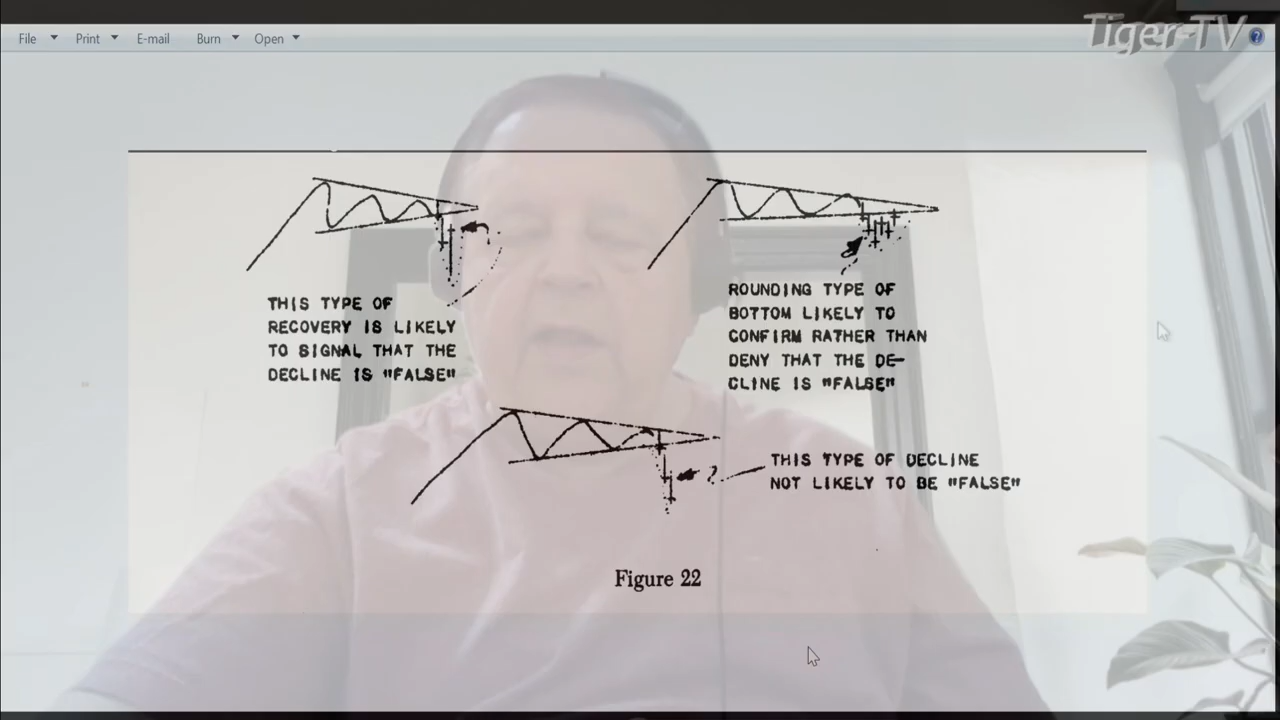 File Print E-mail Burn Open
Tiger-TV
THIS TYPE OF
RECOVERY IS LIKELY
TO SIGNAL THAT THE
DECLINE IS "FALSE"
ROUNDING TYPE OF
BOTTOM LIKELY TO
CONFIRM RATHER THAN
DENY THAT THE DE-
CLINE IS "FALSE"
?
THIS TYPE OF DECLINE
NOT LIKELY TO BE "FALSE"
Figure 22